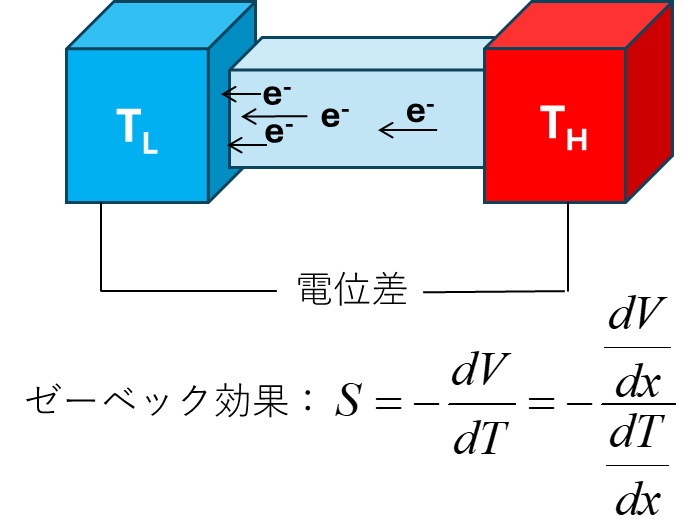 T_L e⁻ e⁻ e⁻ e⁻ T_H
電位差
ゼーベック効果： S = −dV/dT = −(dV/dx)/(dT/dx)